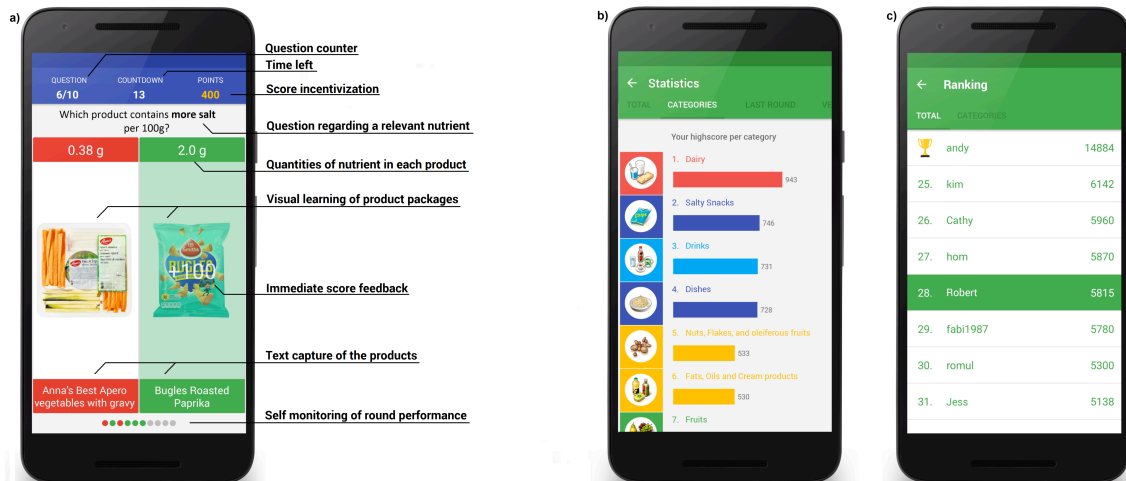 a)
QUESTION COUNTDOWN POINTS
6/10 13 400
Which product contains more salt
per 100g?
0.38 g 2.0 g
BUGLES
+100
Anna's Best Apero
vegetables with gravy
Bugles Roasted
Paprika
Question counter
Time left
Score incentivization
Question regarding a relevant nutrient
Quantities of nutrient in each product
Visual learning of product packages
Immediate score feedback
Text capture of the products
Self monitoring of round performance
b)
← Statistics
TOTAL CATEGORIES LAST ROUND VE
Your highscore per category
1. Dairy
943
2. Salty Snacks
746
3. Drinks
731
4. Dishes
728
5. Nuts, Flakes, and oleiferous fruits
533
6. Fats, Oils and Cream products
530
7. Fruits
c)
← Ranking
TOTAL CATEGORIES
andy 14884
25. kim 6142
26. Cathy 5960
27. hom 5870
28. Robert 5815
29. fabi1987 5780
30. romul 5300
31. Jess 5138